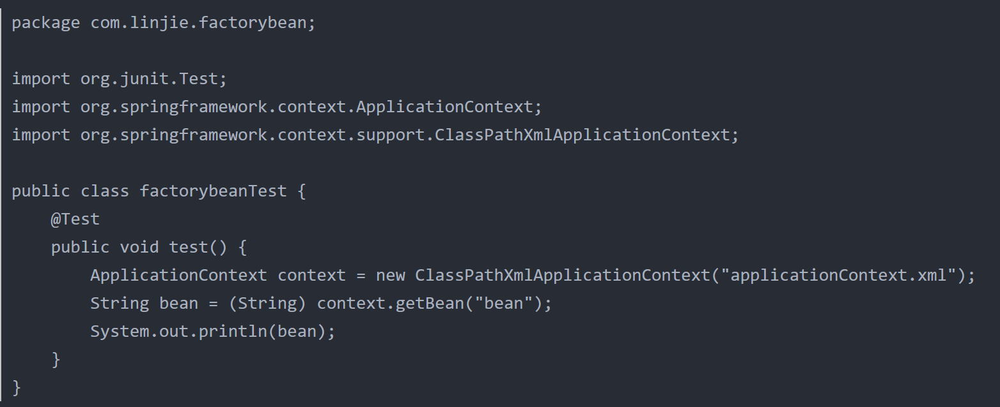 package com.linjie.factorybean;
import org.junit.Test;
import org.springframework.context.ApplicationContext;
import org.springframework.context.support.ClassPathXmlApplicationContext;
public class factorybeanTest {
    @Test
    public void test() {
        ApplicationContext context = new ClassPathXmlApplicationContext("applicationContext.xml");
        String bean = (String) context.getBean("bean");
        System.out.println(bean);
    }
}